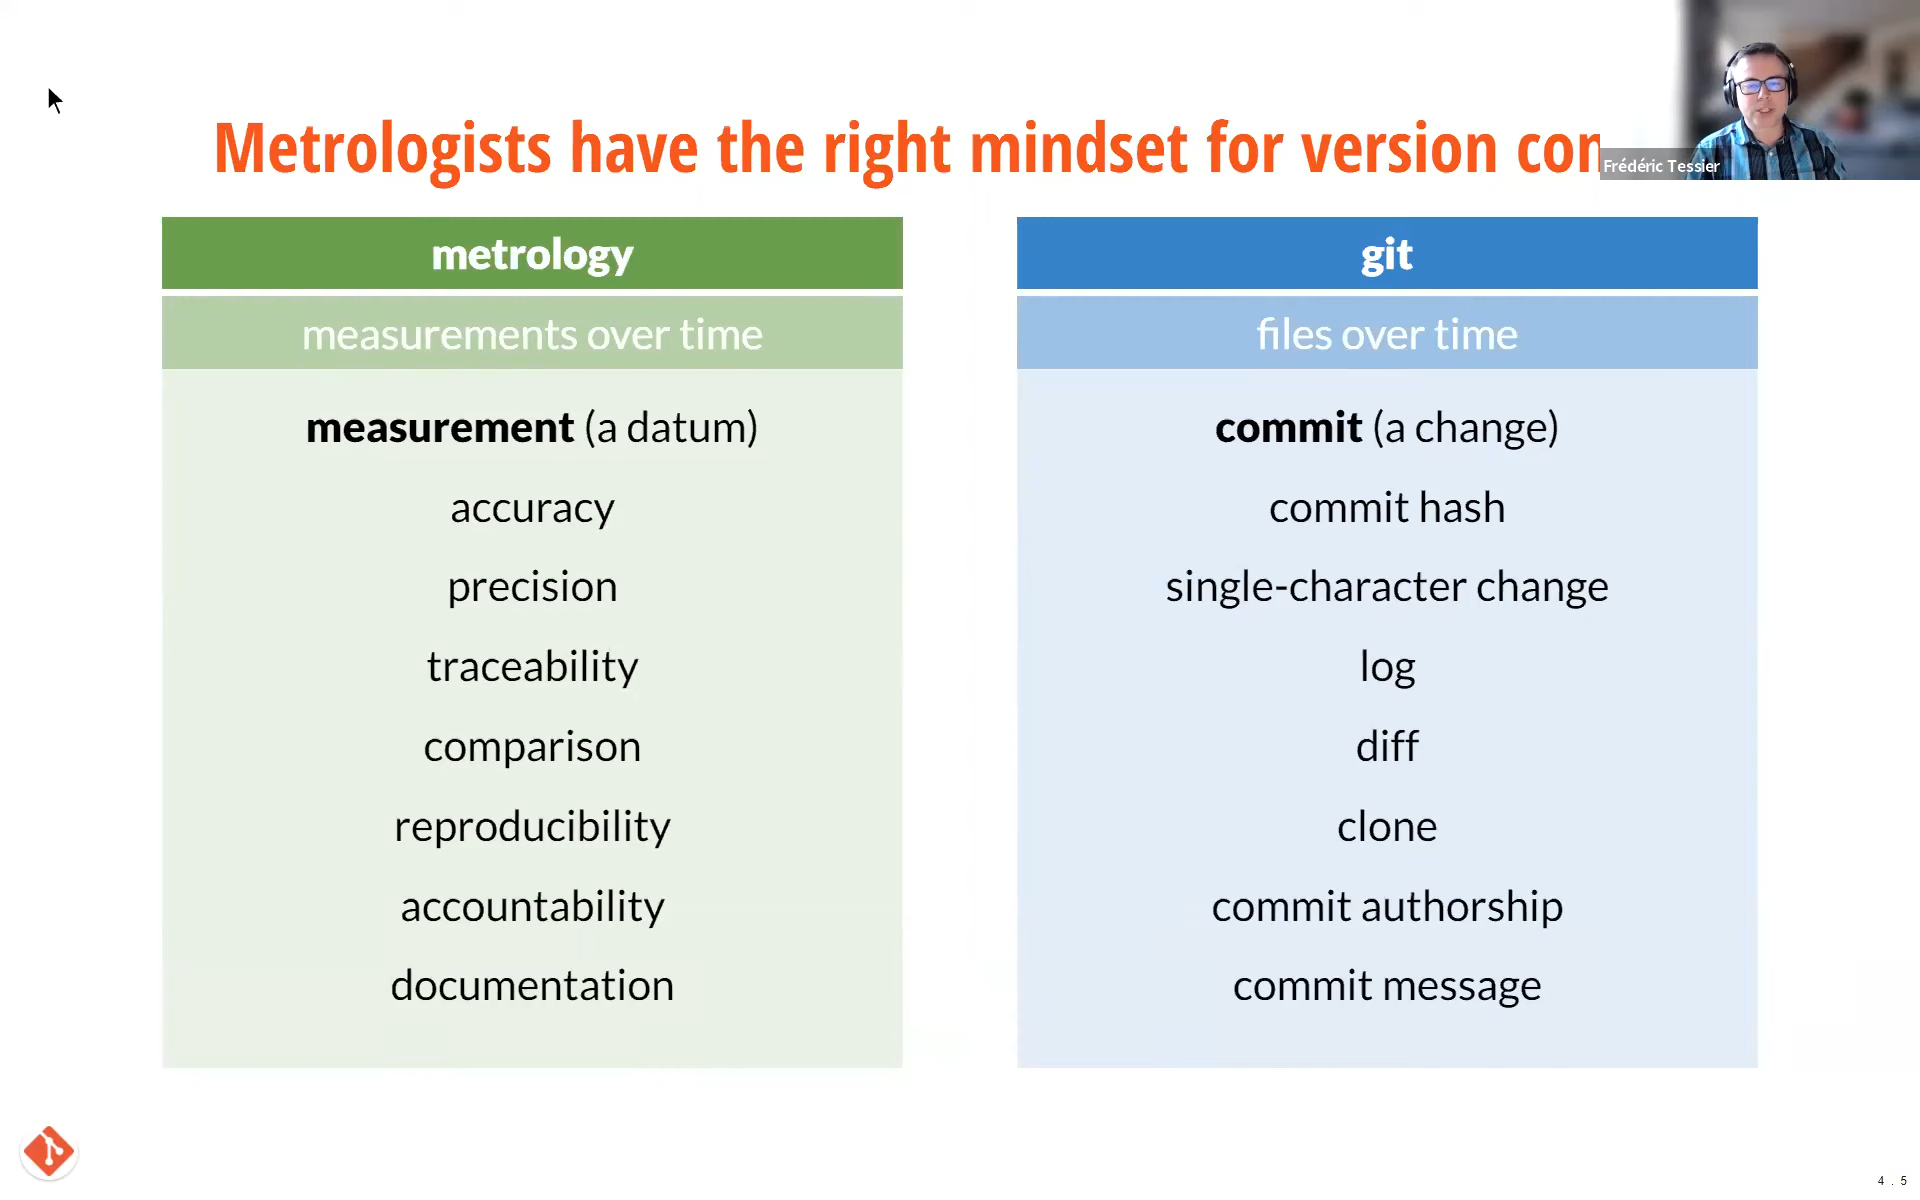 Metrologists have the right mindset for version con
Frédéric Tessier
metrology
measurements over time
measurement (a datum)
accuracy
precision
traceability
comparison
reproducibility
accountability
documentation
git
files over time
commit (a change)
commit hash
single-character change
log
diff
clone
commit authorship
commit message
4 . 5